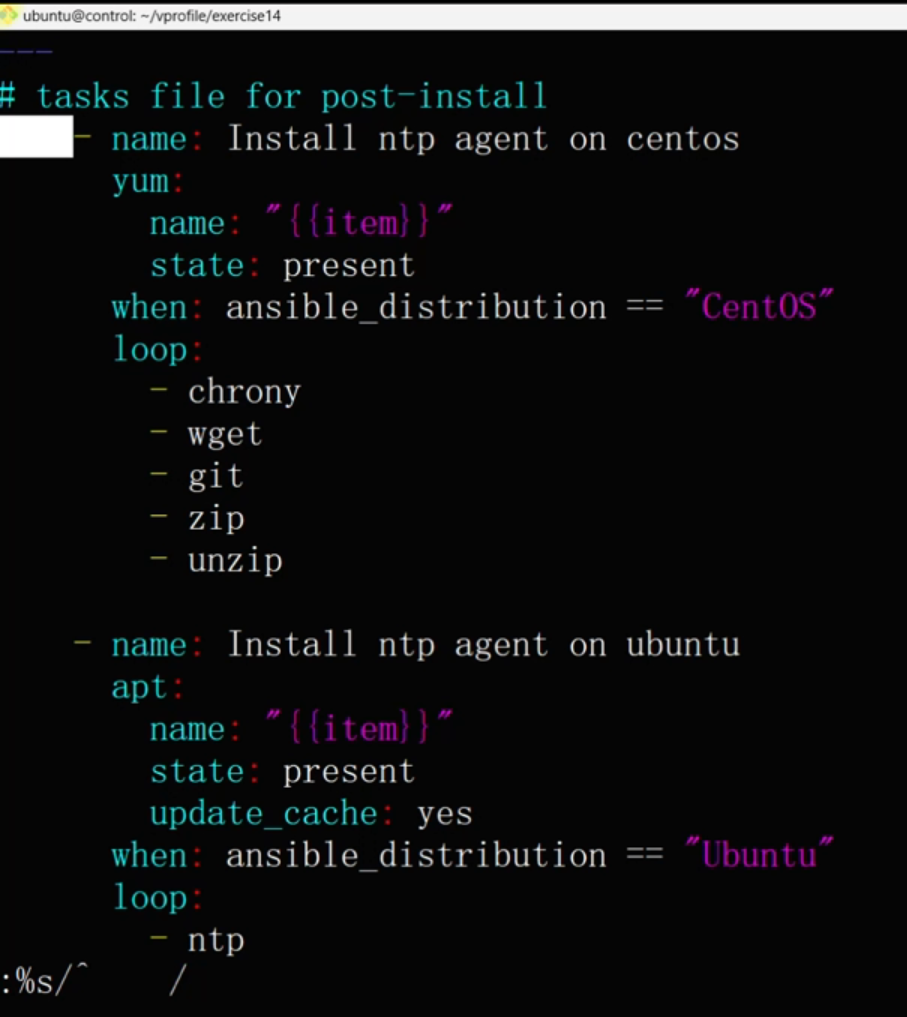 ubuntu@control: ~/vprofile/exercise14
---
# tasks file for post-install
    - name: Install ntp agent on centos
      yum:
        name: "{{item}}"
        state: present
      when: ansible_distribution == "CentOS"
      loop:
        - chrony
        - wget
        - git
        - zip
        - unzip

    - name: Install ntp agent on ubuntu
      apt:
        name: "{{item}}"
        state: present
        update_cache: yes
      when: ansible_distribution == "Ubuntu"
      loop:
        - ntp
:%s/^    /